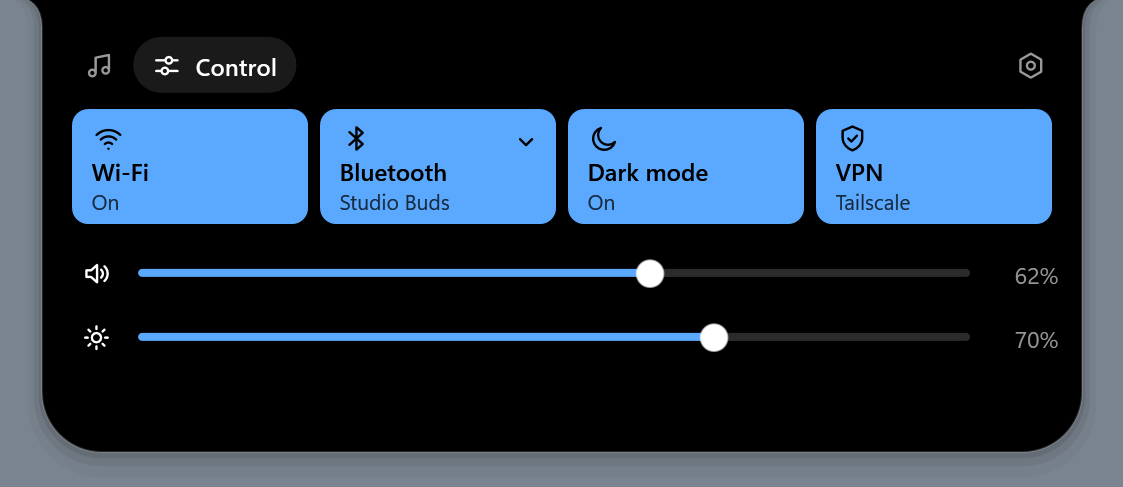 Control
Wi-Fi
On
Bluetooth
Studio Buds
Dark mode
On
VPN
Tailscale
62%
70%